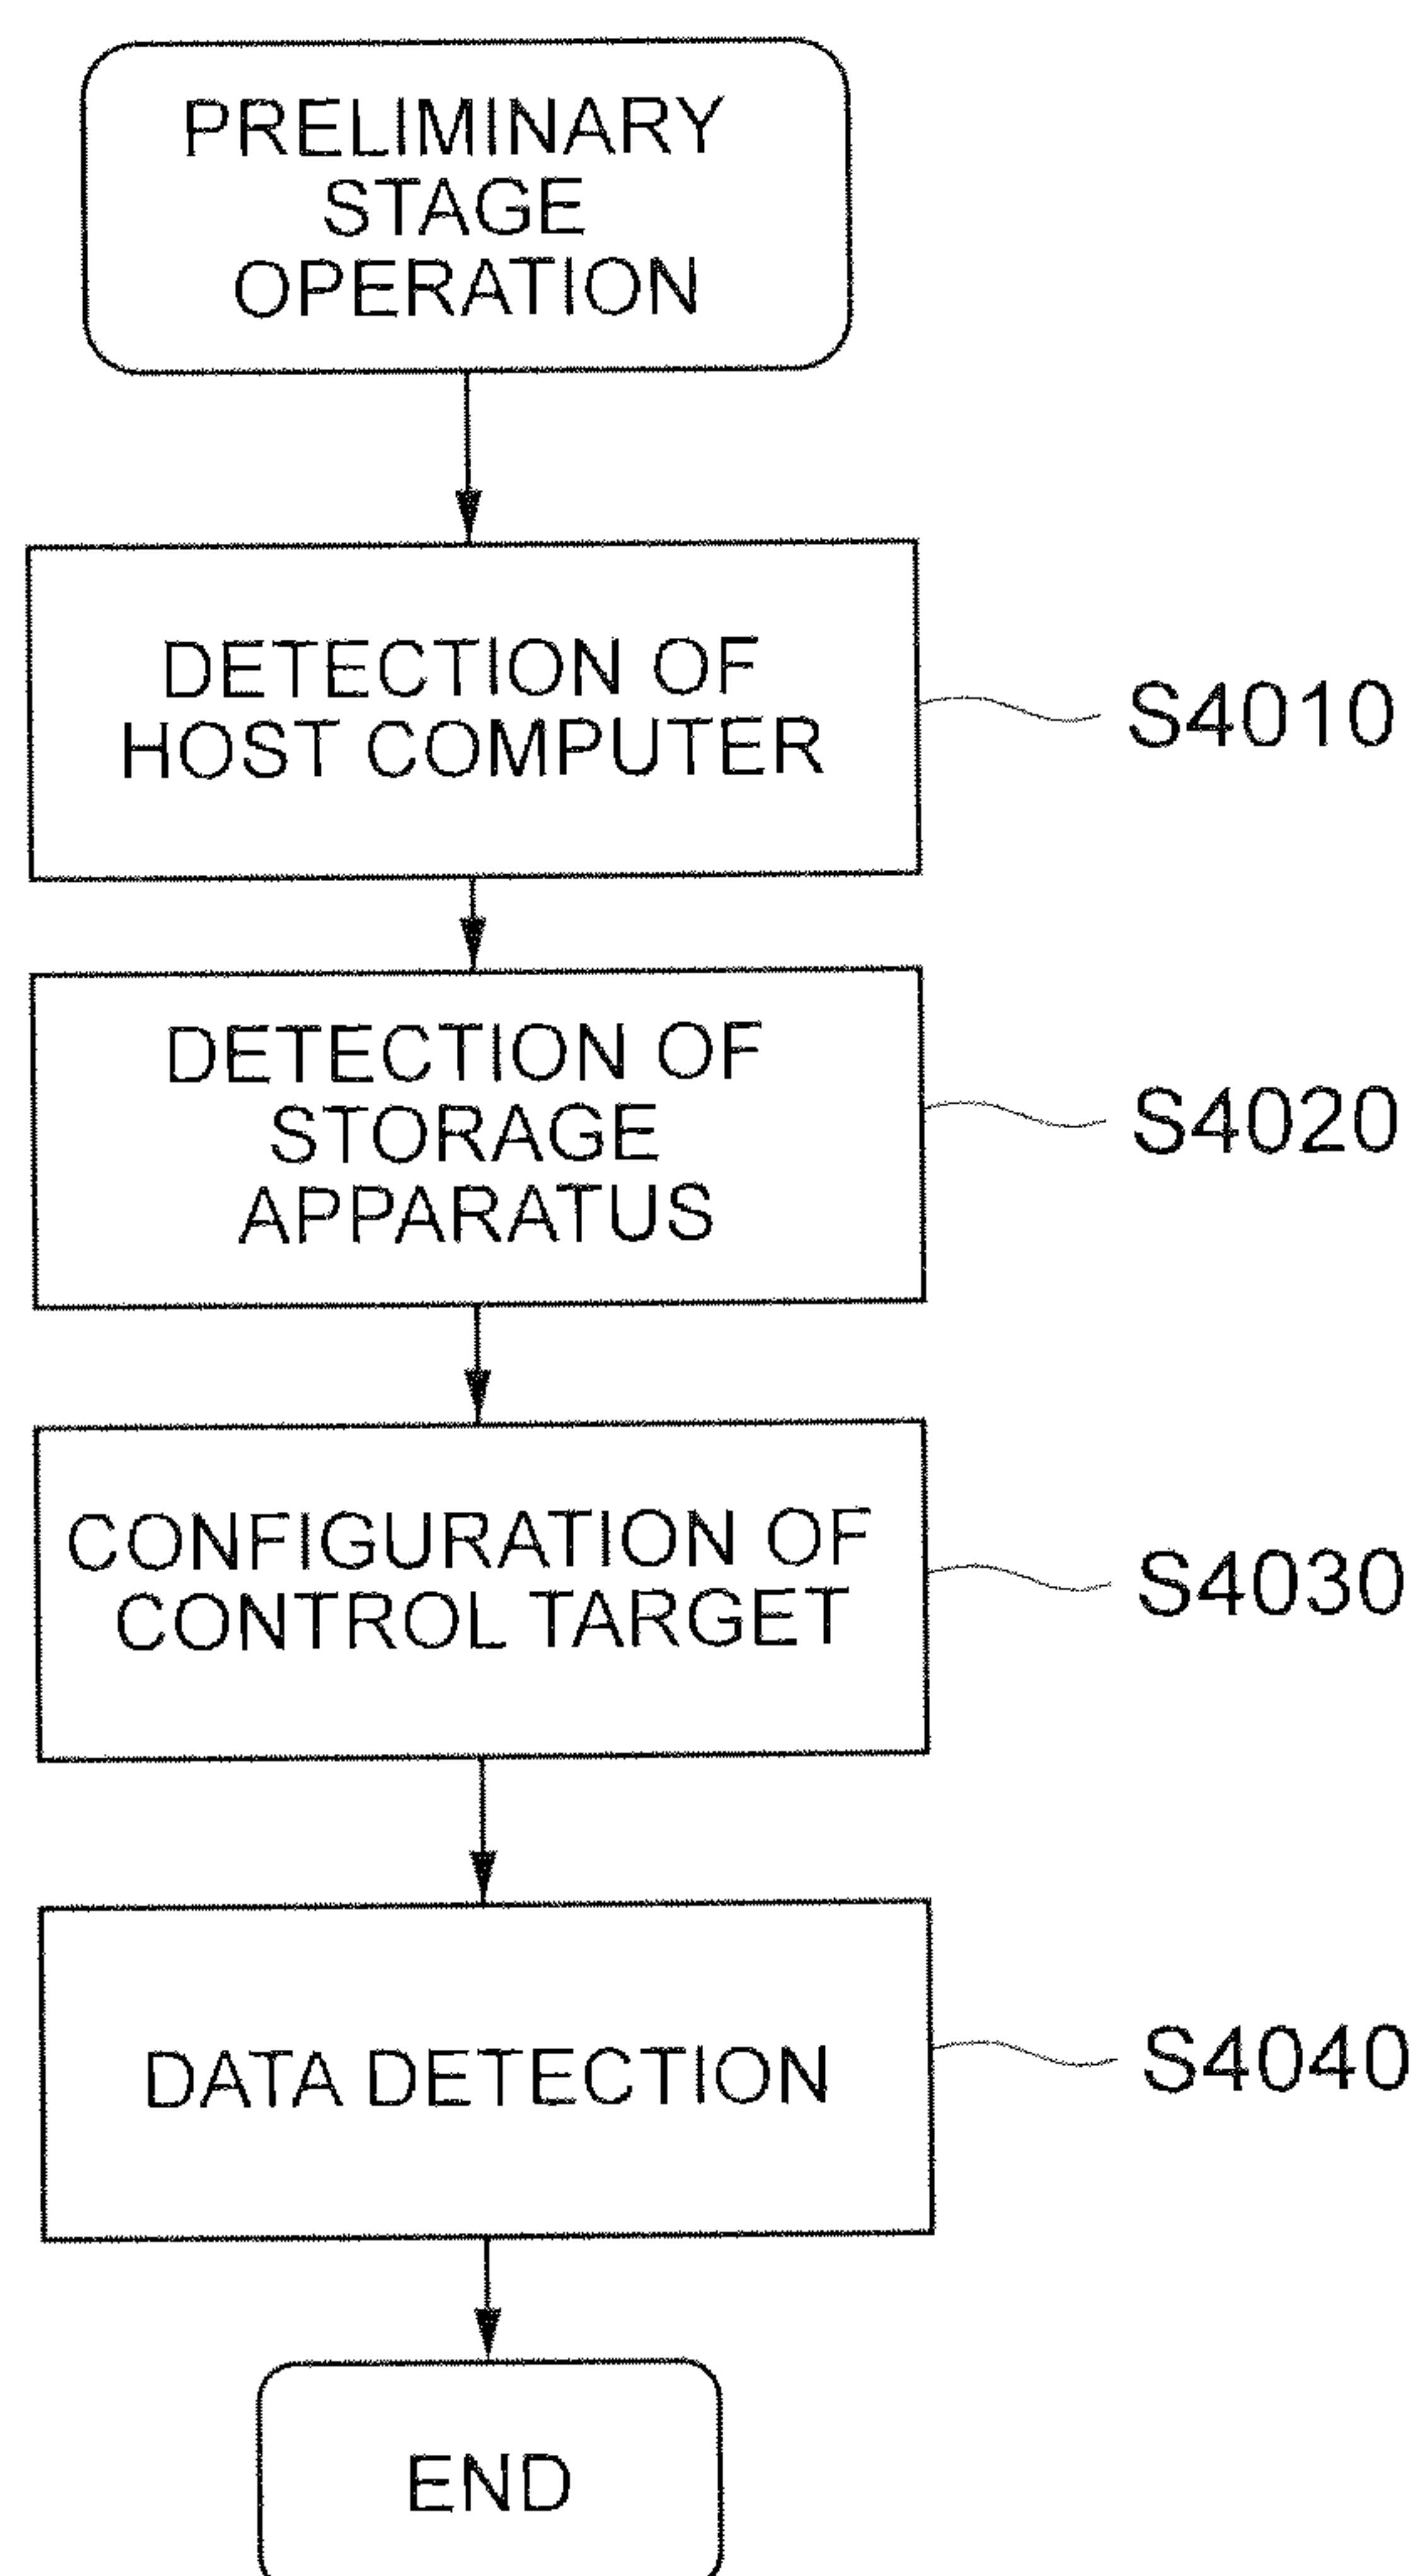 PRELIMINARY
STAGE
OPERATION
DETECTION OF
HOST COMPUTER
S4010
DETECTION OF
STORAGE
APPARATUS
S4020
CONFIGURATION OF
CONTROL TARGET
S4030
DATA DETECTION
S4040
END